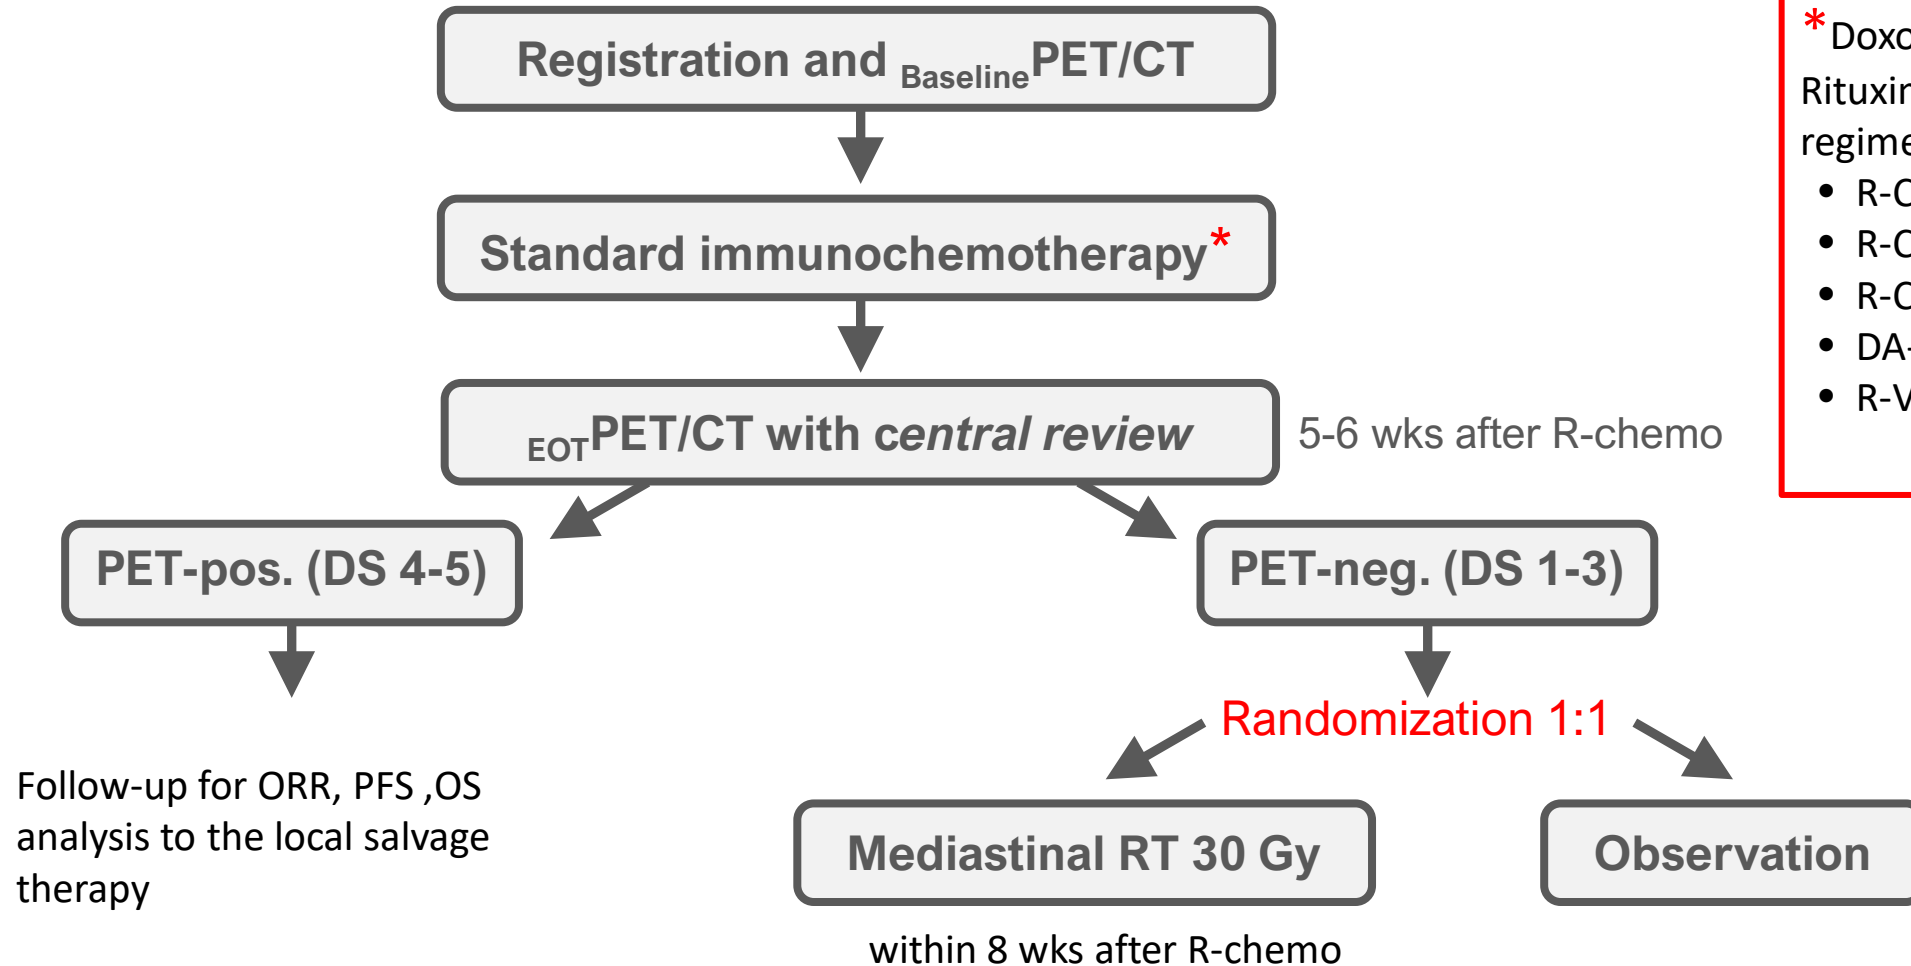 Registration and BaselinePET/CT
Standard immunochemotherapy*
EOTPET/CT with central review
5-6 wks after R-chemo
PET-pos. (DS 4-5)
PET-neg. (DS 1-3)
Randomization 1:1
Follow-up for ORR, PFS ,OS
analysis to the local salvage
therapy
Mediastinal RT 30 Gy
Observation
within 8 wks after R-chemo
*
• R-
• R-
• R-
• DA-
• R-